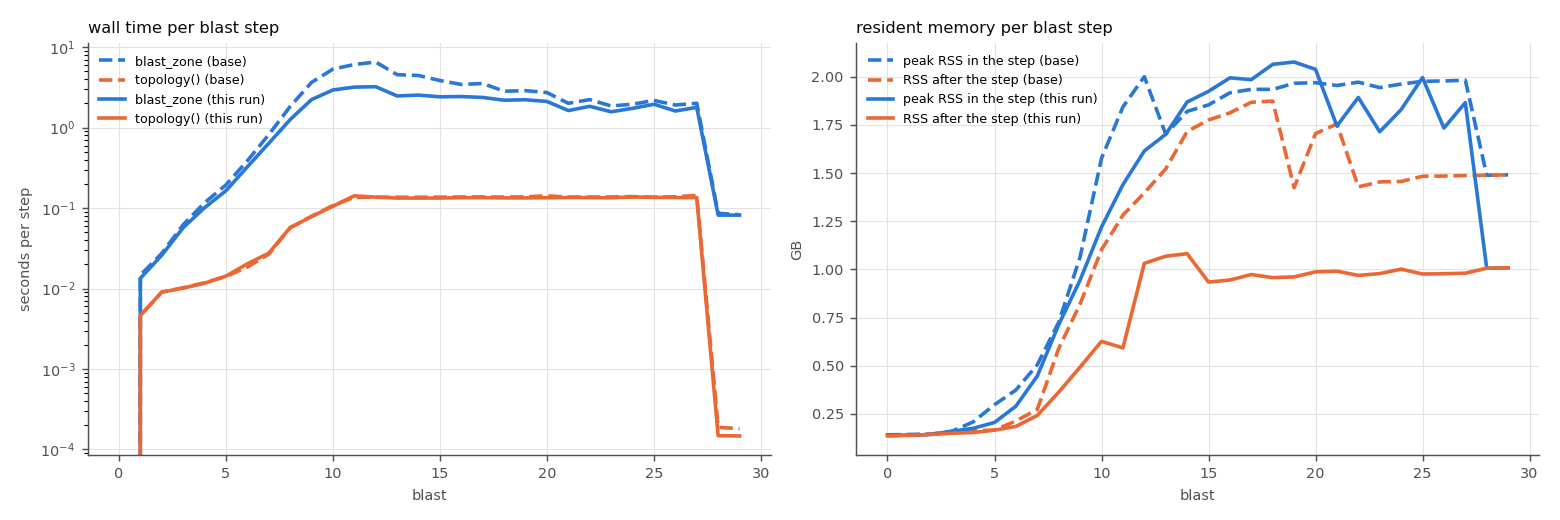 wall time per blast step
blast_zone (base)
topology() (base)
blast_zone (this run)
topology() (this run)
seconds per step
10^1
10^0
10^-1
10^-2
10^-3
10^-4
0 5 10 15 20 25 30
blast
resident memory per blast step
peak RSS in the step (base)
RSS after the step (base)
peak RSS in the step (this run)
RSS after the step (this run)
GB
2.00
1.75
1.50
1.25
1.00
0.75
0.50
0.25
0 5 10 15 20 25 30
blast